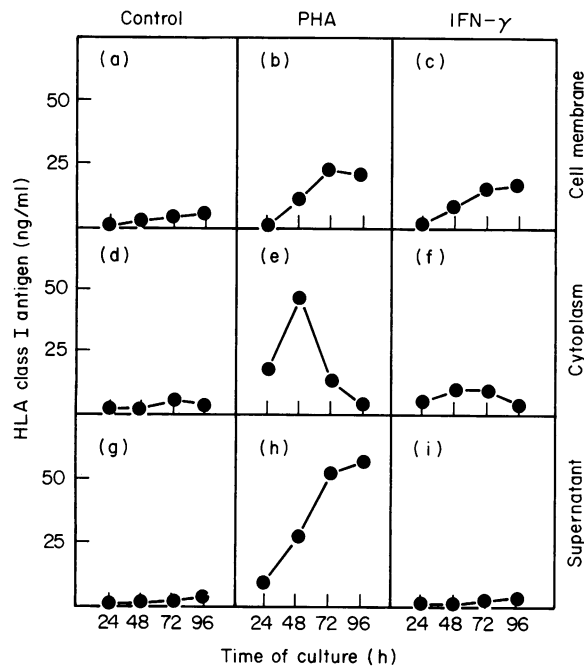 Control PHA IFN-γ
(a) (b) (c)
50
25
Cell membrane
(d) (e) (f)
50
25
Cytoplasm
HLA class I antigen (ng/ml)
(g) (h) (i)
50
25
Supernatant
24 48 72 96 24 48 72 96 24 48 72 96
Time of culture (h)